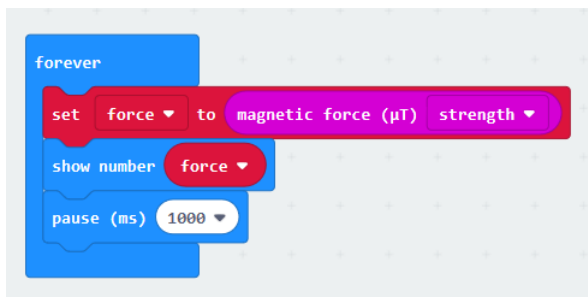 forever
set force to magnetic force (µT) strength
show number force
pause (ms) 1000